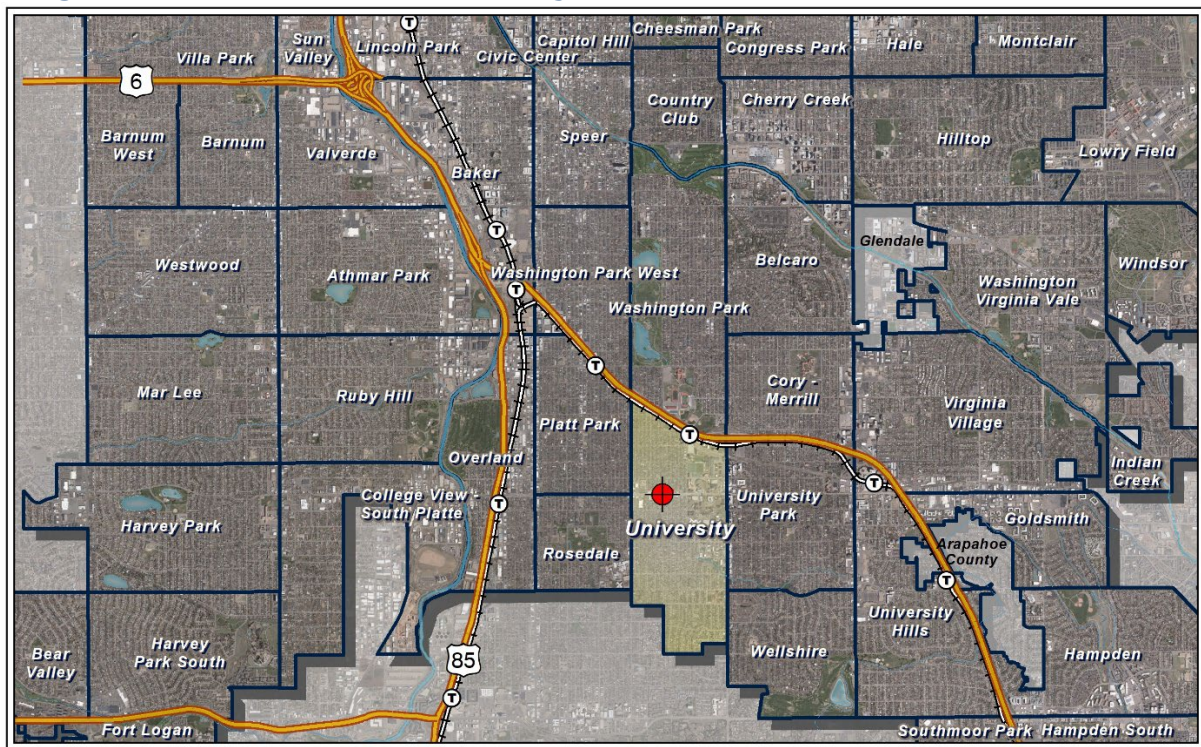 Cheesman Park
Capitol Hill
Sun
Valley
Lincoln Park
Civic Center
Congress Park
Hale
Montclair
Villa Park
6
Country
Club
Cherry Creek
Barnum
West
Barnum
Valverde
Speer
Hilltop
Lowry Field
Baker
T
T
Glendale
Westwood
Athmar Park
Washington Park West
Belcaro
Washington
Virginia Vale
Windsor
T
Washington Park
T
Mar Lee
Ruby Hill
Cory -
Merrill
Virginia
Village
Platt Park
T
Overland
Indian
Creek
College View -
South Platte
T
T
University
Park
Goldsmith
Harvey Park
University
Rosedale
Arapahoe
County
T
University
Hills
Harvey
Park South
Bear
Valley
Wellshire
Hampden
85
T
Fort Logan
Southmoor Park
Hampden South